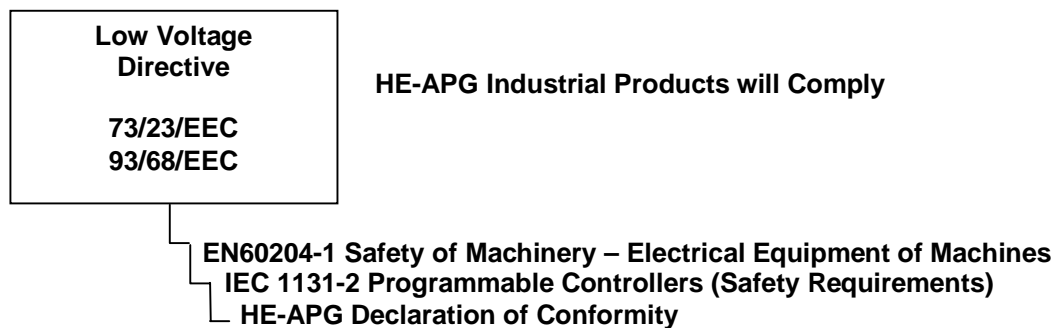 Low Voltage
Directive
HE-APG Industrial Products will Comply
73/23/EEC
93/68/EEC
EN60204-1 Safety of Machinery – Electrical Equipment of Machines
IEC 1131-2 Programmable Controllers (Safety Requirements)
HE-APG Declaration of Conformity